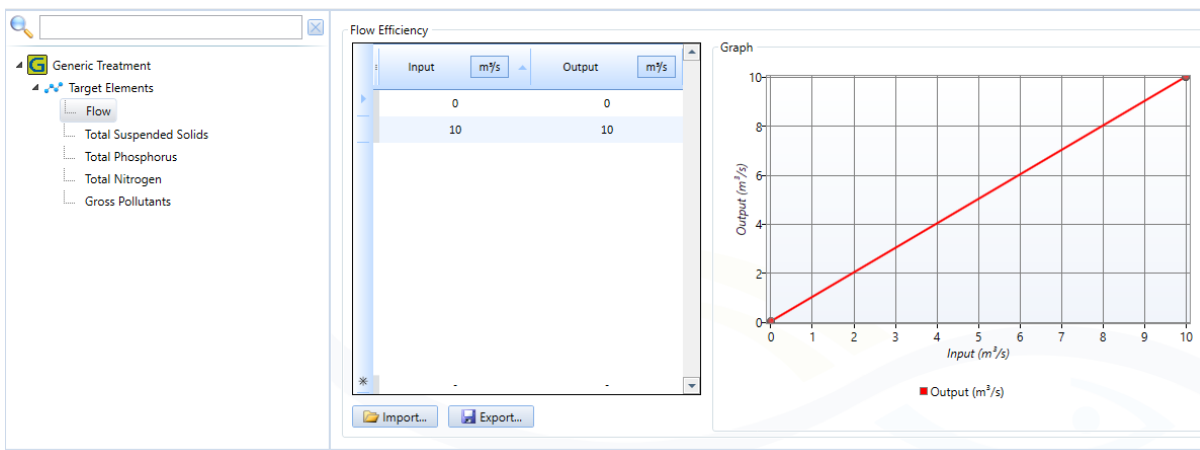 Generic Treatment
Target Elements
Flow
Total Suspended Solids
Total Phosphorus
Total Nitrogen
Gross Pollutants
Flow Efficiency
Input m³/s Output m³/s
0 0
10 10
* - -
Import... Export...
Graph
Output (m³/s)
10
8
6
4
2
0
0 1 2 3 4 5 6 7 8 9 10
Input (m³/s)
Output (m³/s)